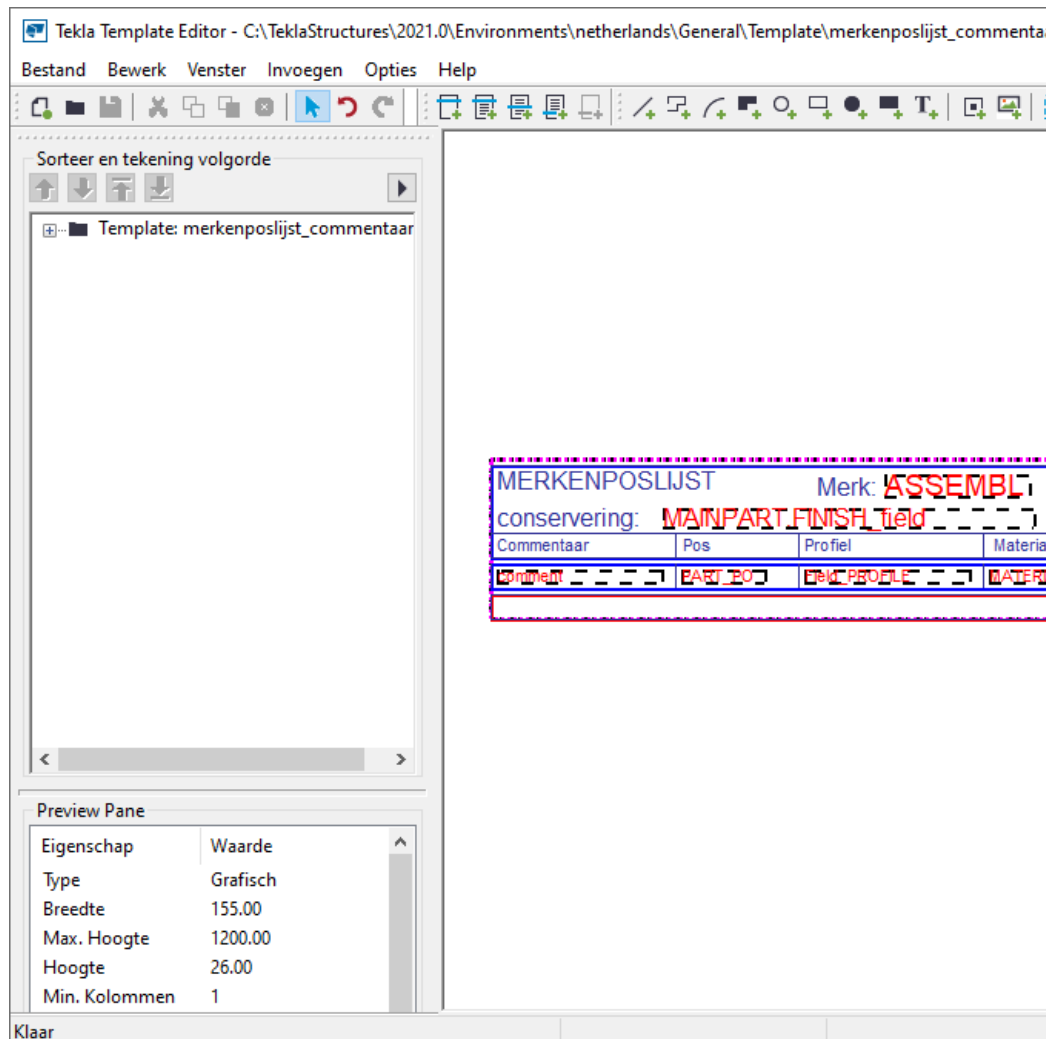 Tekla Template Editor - C:\TeklaStructures\2021.0\Environments\netherlands\General\Template\merkenposlijst_commentaa
Bestand Bewerk Venster Invoegen Opties Help
Sorteer en tekening volgorde
Template: merkenposlijst_commentaar
MERKENPOSLIJST Merk: ASSEMBL
conservering: MAINPART.FINISH_field
Commentaar Pos Profiel Materia
comment PART_PO Field_PROFILE MATERI
Preview Pane
Eigenschap Waarde
Type Grafisch
Breedte 155.00
Max. Hoogte 1200.00
Hoogte 26.00
Min. Kolommen 1
Klaar